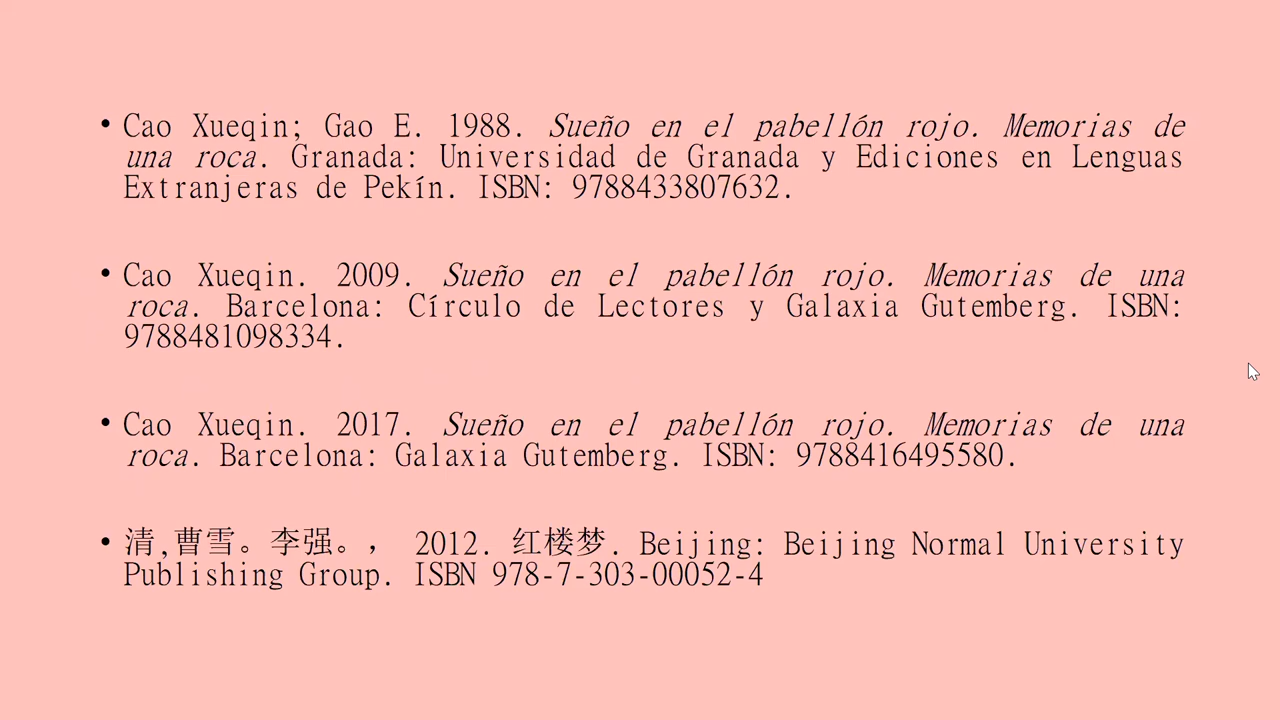 • Cao Xueqin; Gao E. 1988. Sueño en el pabellón rojo. Memorias de
una roca. Granada: Universidad de Granada y Ediciones en Lenguas
Extranjeras de Pekín. ISBN: 9788433807632.
• Cao Xueqin. 2009. Sueño en el pabellón rojo. Memorias de una
roca. Barcelona: Círculo de Lectores y Galaxia Gutemberg. ISBN:
9788481098334.
• Cao Xueqin. 2017. Sueño en el pabellón rojo. Memorias de una
roca. Barcelona: Galaxia Gutemberg. ISBN: 9788416495580.
• 清,曹雪。李强。， 2012. 红楼梦. Beijing: Beijing Normal University
Publishing Group. ISBN 978-7-303-00052-4